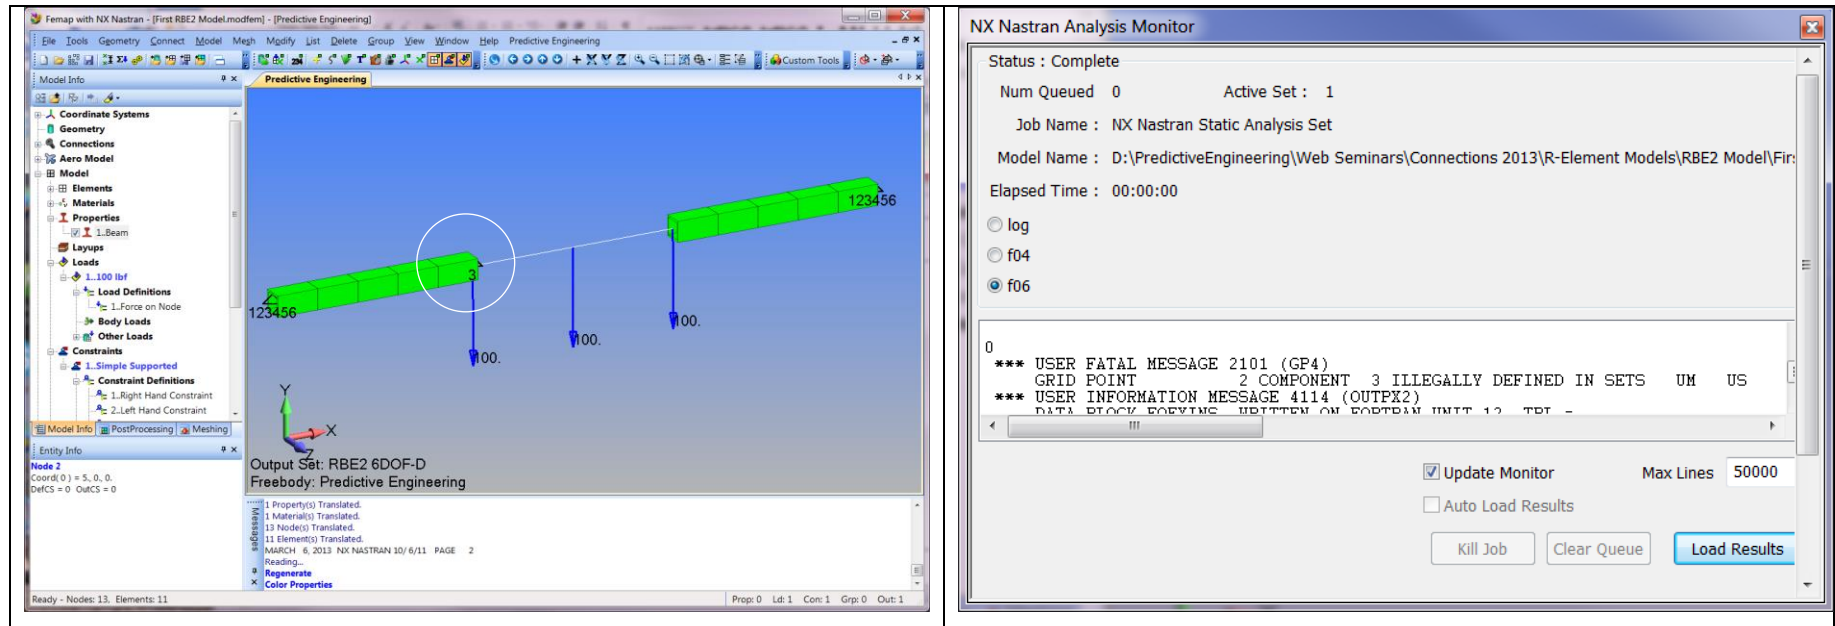 Femap with NX Nastran - [First RBE2 Model.modfem] - [Predictive Engineering]
File Tools Geometry Connect Model Mesh Modify List Delete Group View Window Help Predictive Engineering
Custom Tools
Model Info
Predictive Engineering
Coordinate Systems
Geometry
Connections
Aero Model
Model
Elements
Materials
Properties
1..Beam
Layups
Loads
1..100 lbf
Load Definitions
1..Force on Node
Body Loads
Other Loads
Constraints
1..Simple Supported
Constraint Definitions
1..Right Hand Constraint
2..Left Hand Constraint
Model Info PostProcessing Meshing
Entity Info
Node 2
Coord( 0 ) = 5., 0., 0.
DefCS = 0 OutCS = 0
123456
3
123456
100.
100.
100.
Y
X
Z
Output Set: RBE2 6DOF-D
Freebody: Predictive Engineering
Messages
1 Property(s) Translated.
1 Material(s) Translated.
13 Node(s) Translated.
11 Element(s) Translated.
MARCH 6, 2013 NX NASTRAN 10/ 6/11 PAGE 2
Reading...
Regenerate
Color Properties
Ready - Nodes: 13, Elements: 11
Prop: 0 Ld: 1 Con: 1 Grp: 0 Out: 1
NX Nastran Analysis Monitor
Status : Complete
Num Queued 0 Active Set : 1
Job Name : NX Nastran Static Analysis Set
Model Name : D:\PredictiveEngineering\Web Seminars\Connections 2013\R-Element Models\RBE2 Model\Firs
Elapsed Time : 00:00:00
log
f04
f06
0
*** USER FATAL MESSAGE 2101 (GP4)
GRID POINT 2 COMPONENT 3 ILLEGALLY DEFINED IN SETS UM US
*** USER INFORMATION MESSAGE 4114 (OUTPX2)
DATA BLOCK EQEXINS WRITTEN ON FORTRAN UNIT 12, TRL =
Update Monitor Max Lines 50000
Auto Load Results
Kill Job Clear Queue Load Results